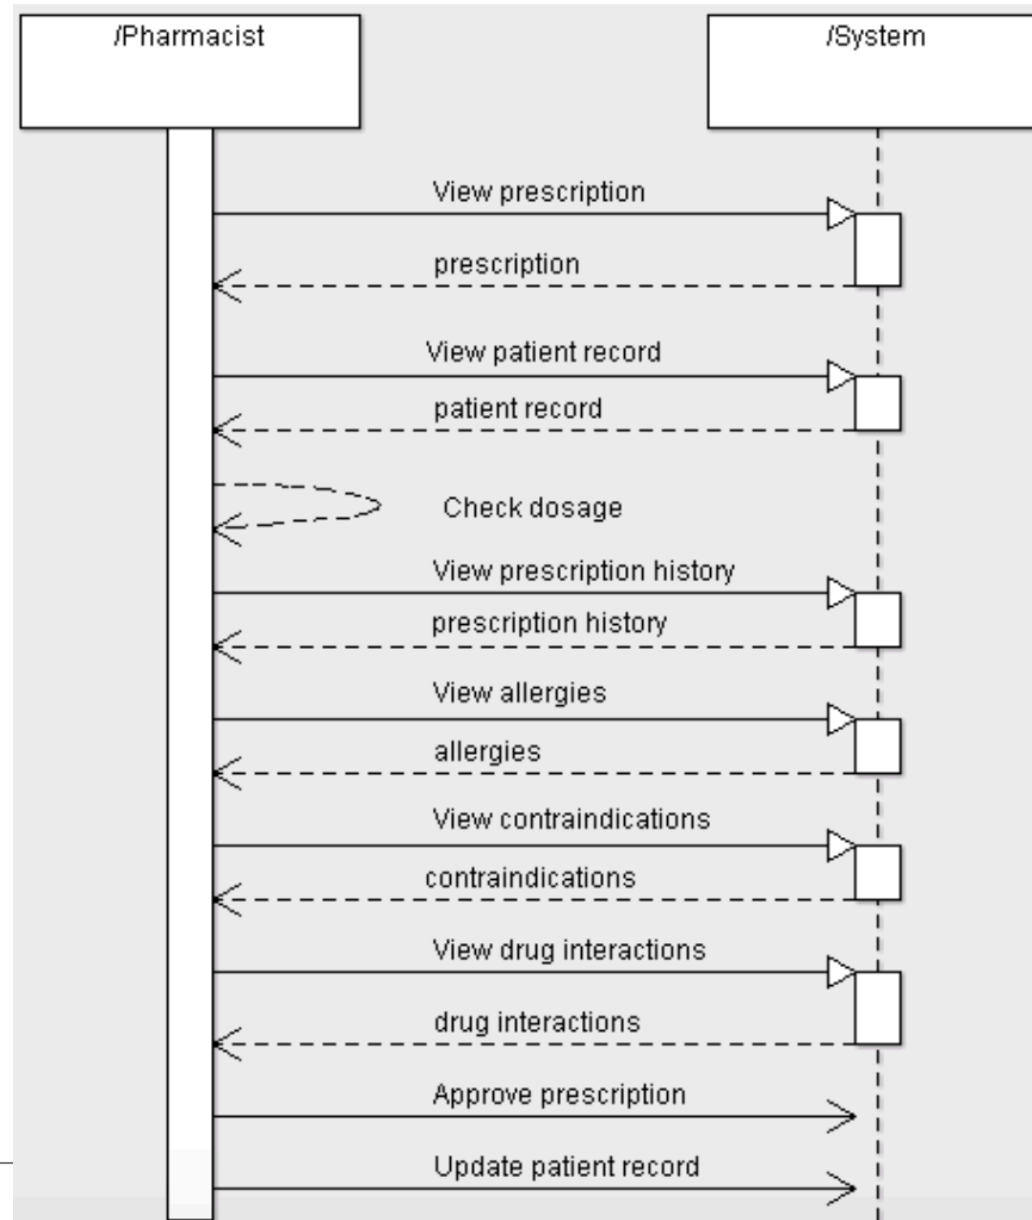 /Pharmacist
/System
View prescription
prescription
View patient record
patient record
Check dosage
View prescription history
prescription history
View allergies
allergies
View contraindications
contraindications
View drug interactions
drug interactions
Approve prescription
Update patient record